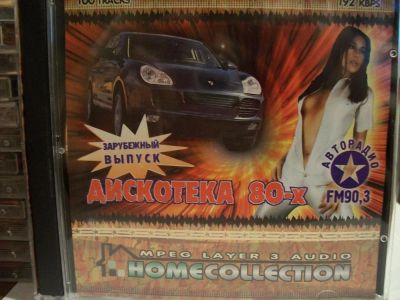 100 TRACKS
192 KBPS
ЗАРУБЕЖНЫЙ
ВЫПУСК
АВТОРАДИО
FM90,3
ДИСКОТЕКА 80-х
MPEG LAYER 3 AUDIO
HOMECOLLECTION